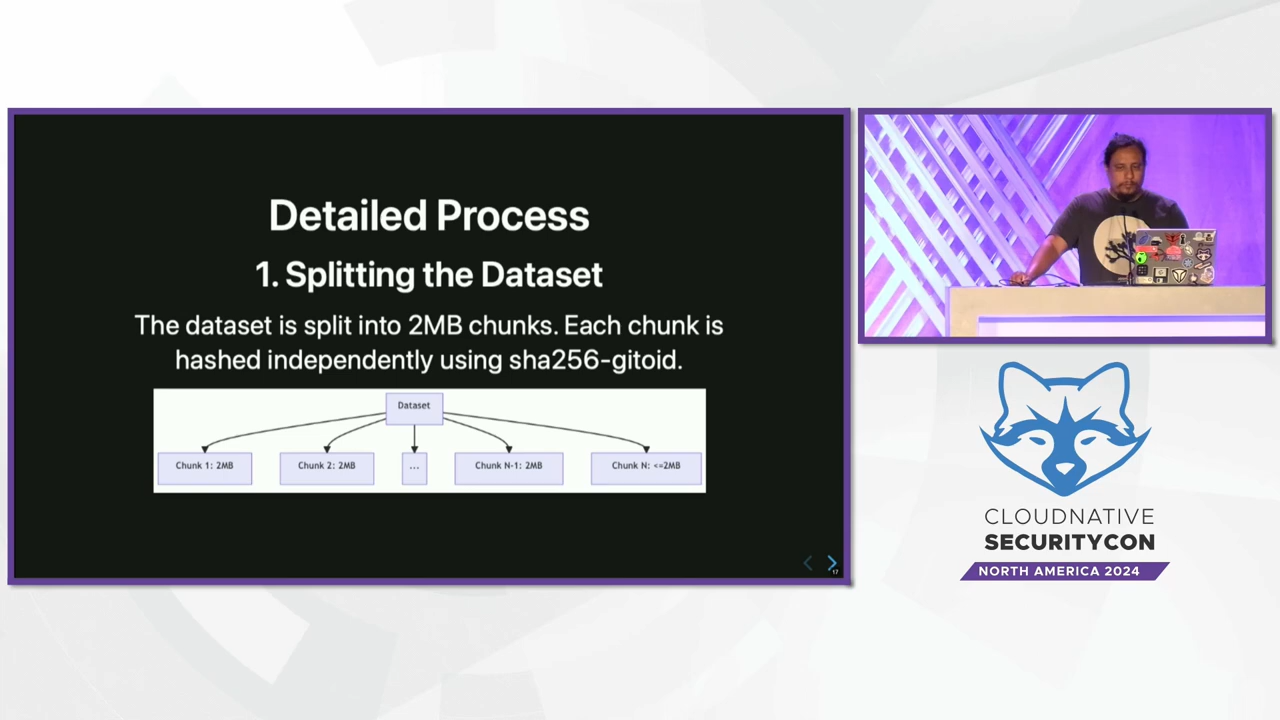 Detailed Process
1. Splitting the Dataset
The dataset is split into 2MB chunks. Each chunk is
hashed independently using sha256-gitoid.
Dataset
Chunk 1: 2MB
Chunk 2: 2MB
...
Chunk N-1: 2MB
Chunk N: <=2MB
17
CLOUDNATIVE
SECURITYCON
NORTH AMERICA 2024